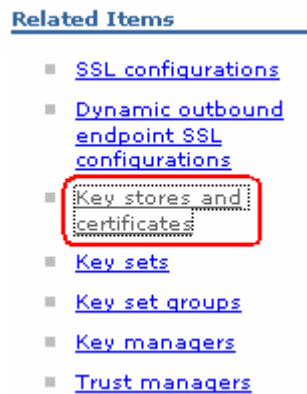 Related Items
SSL configurations
Dynamic outbound
endpoint SSL
configurations
Key stores and
certificates
Key sets
Key set groups
Key managers
Trust managers